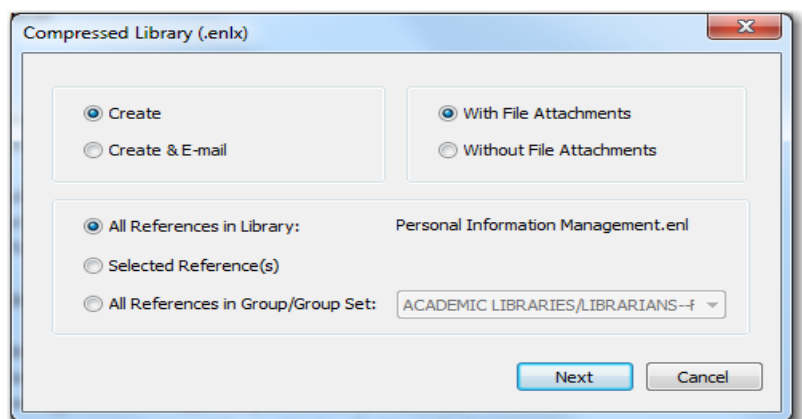 Compressed Library (.enlx)
Create
Create & E-mail
With File Attachments
Without File Attachments
All References in Library: Personal Information Management.enl
Selected Reference(s)
All References in Group/Group Set: ACADEMIC LIBRARIES/LIBRARIANS--F
Next Cancel